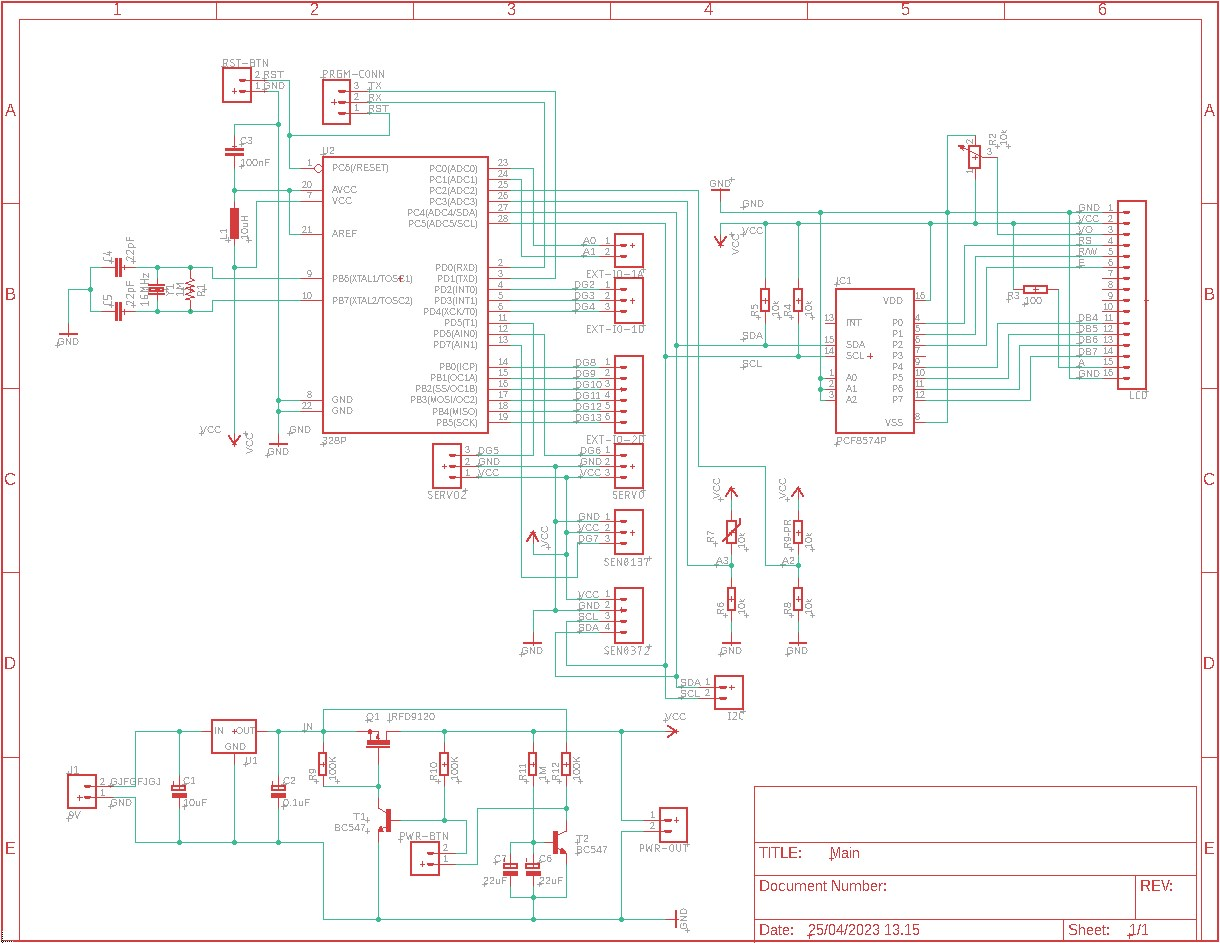 1 2 3 4 5 6
A A
B B
C C
D D
E E
RST-BTN
2 RST
1 GND
PRGM-CONN
3 TX
2 RX
1 RST
C3
100nF
L1
10uH
C4
22pF
C5
22pF
16MHz
Y1
1M
R1
GND
VCC
VCC
GND
GND
U2
328P
1 PC6(/RESET)
20 AVCC
7 VCC
21 AREF
9 PB6(XTAL1/TOSC1)
10 PB7(XTAL2/TOSC2)
8 GND
22 GND
PC0(ADC0) 23
PC1(ADC1) 24
PC2(ADC2) 25
PC3(ADC3) 26
PC4(ADC4/SDA) 27
PC5(ADC5/SCL) 28
PD0(RXD) 2
PD1(TXD) 3
PD2(INT0) 4
PD3(INT1) 5
PD4(XCK/T0) 6
PD5(T1) 11
PD6(AIN0) 12
PD7(AIN1) 13
PB0(ICP) 14
PB1(OC1A) 15
PB2(SS/OC1B) 16
PB3(MOSI/OC2) 17
PB4(MISO) 18
PB5(SCK) 19
A0 1
A1 2
EXT-IO-1A
DG2 1
DG3 2
DG4 3
EXT-IO-1D
DG8 1
DG9 2
DG10 3
DG11 4
DG12 5
DG13 6
EXT-IO-2D
DG6 1
GND 2
VCC 3
SERVO
3 DG5
2 GND
1 VCC
SERVO2
GND 1
VCC 2
DG7 3
SEN0137
VCC
VCC 1
GND 2
SCL 3
SDA 4
SEN0372
GND
SDA 1
SCL 2
I2C
VCC
R7
10k
A3
R6
10k
GND
VCC
R9-PR
10k
A2
R8
10k
GND
GND
GND
VCC
VCC
R5
10k
R4
10k
SDA
SCL
IC1
PCF8574P
VDD 16
13 INT
15 SDA
14 SCL
1 A0
2 A1
3 A2
P0 4
P1 5
P2 6
P3 7
P4 9
P5 10
P6 11
P7 12
VSS 8
R2
10k
2
3
1
R3
100
GND 1
VCC 2
VO 3
RS 4
R/W 5
E 6
7
8
9
10
DB4 11
DB5 12
DB6 13
DB7 14
A 15
GND 16
LCD
J1
2 GJFGFJGJ
1 GND
9V
C1
10uF
IN OUT
GND
U1
C2
0.1uF
IN
R9
100K
Q1 IRFD9120
T1
BC547
R10
100K
PWR-BTN
2
1
R11
1M
R12
100K
C7
22uF
C6
22uF
T2
BC547
VCC
1
2
PWR-OUT
GND
TITLE: Main
Document Number:
REV:
Date: 25/04/2023 13.15
Sheet: 1/1